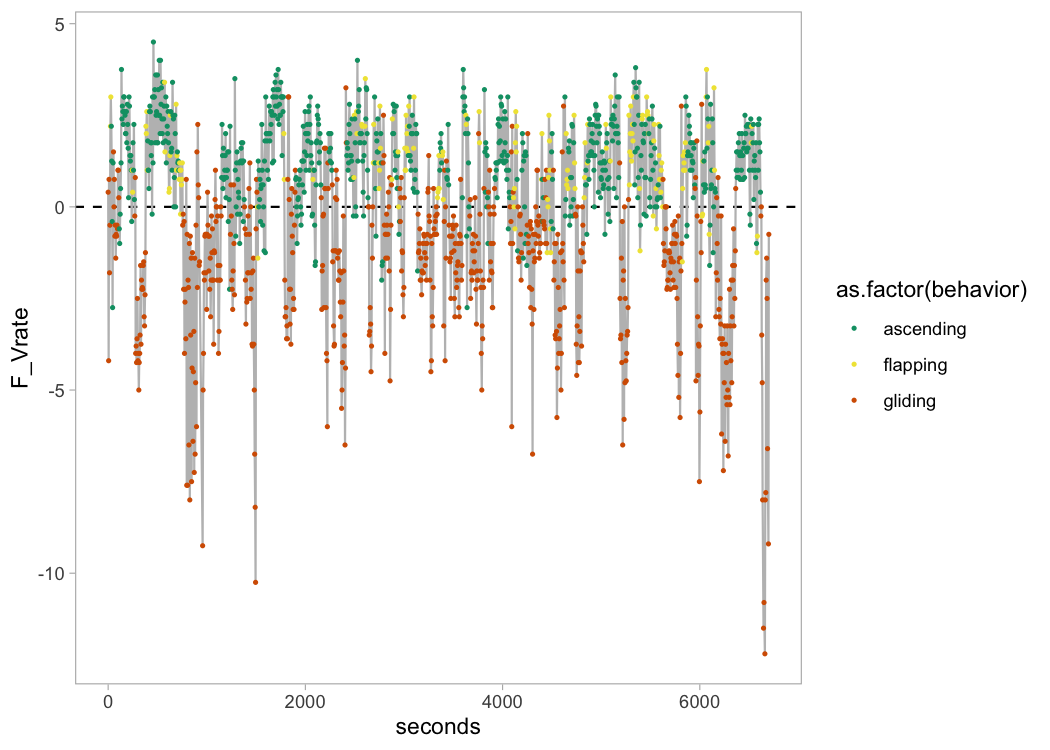 5
0
-5
-10
F_Vrate
0
2000
4000
6000
seconds
as.factor(behavior)
ascending
flapping
gliding